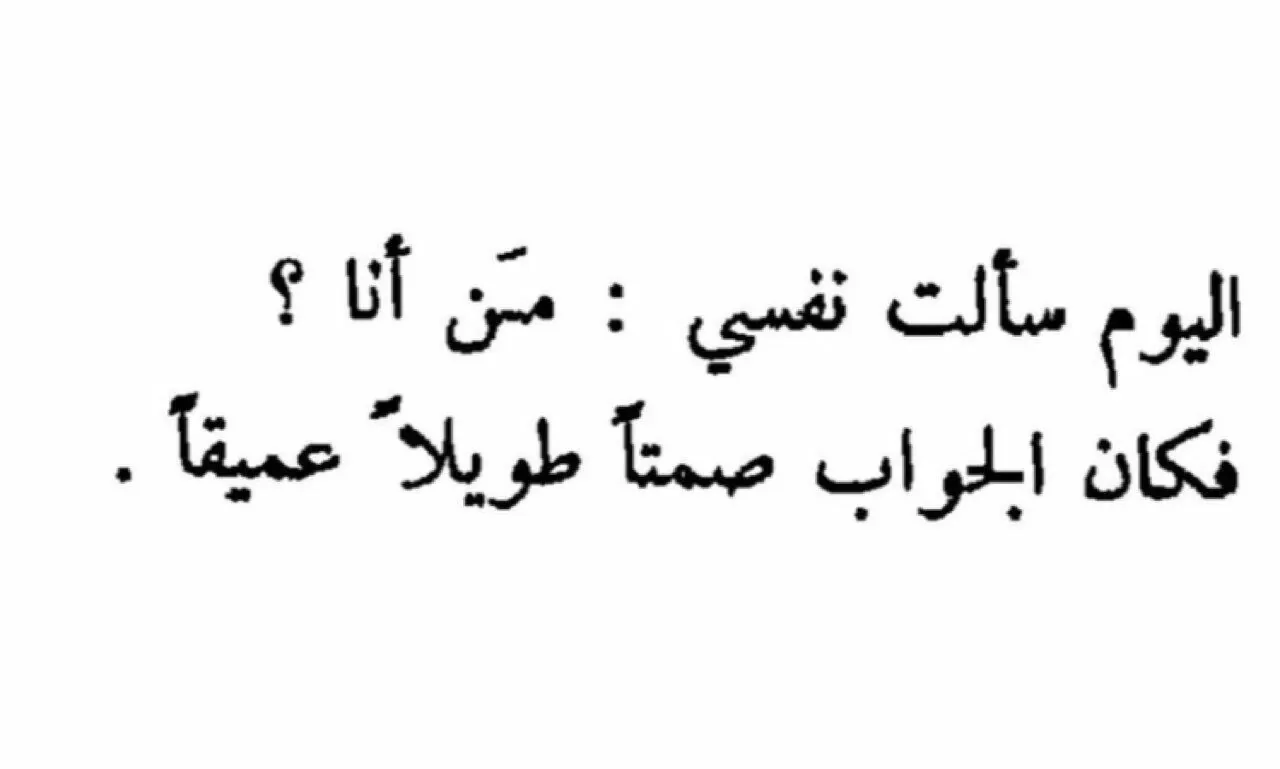 اليوم سألت نفسي : مَن أنا ؟
فكان الجواب صمتاً طويلاً عميقاً .